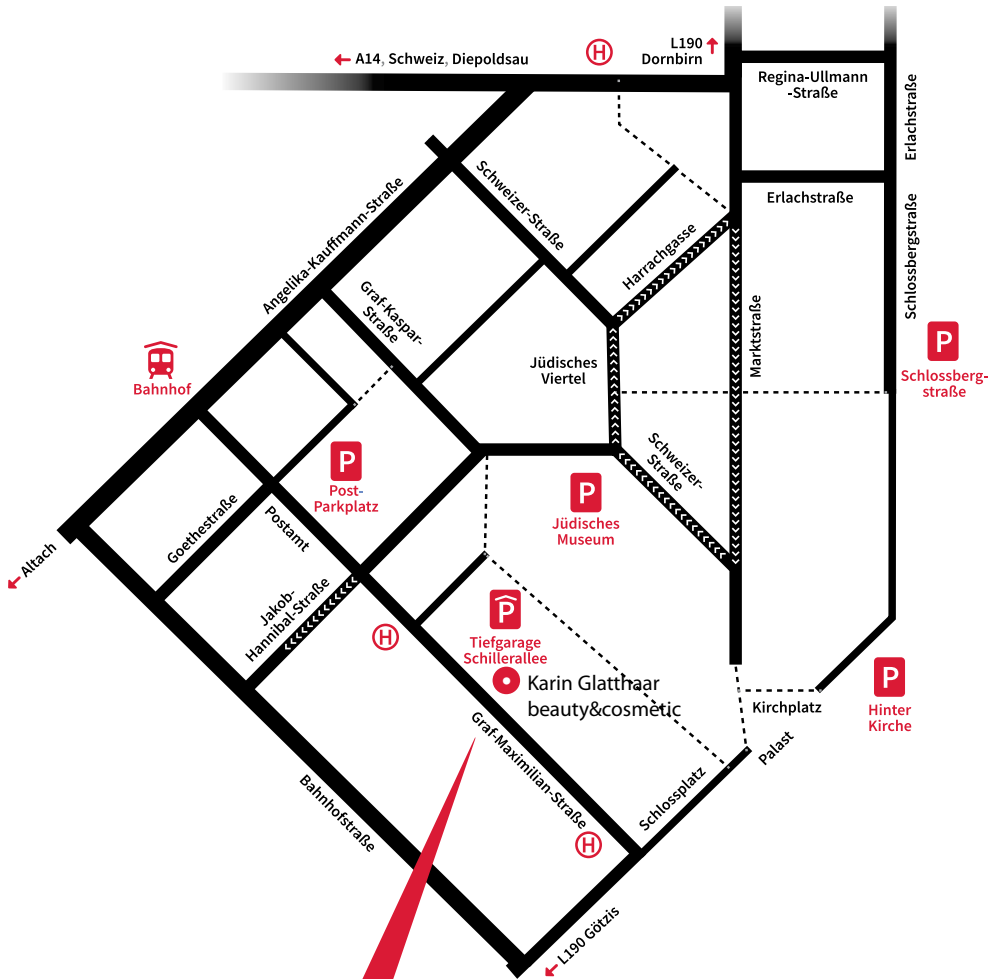 L190
Dornbirn
H
A14, Schweiz, Diepoldsau
Regina-Ullmann
-Straße
Erlachstraße
Erlachstraße
Schweizer-Straße
Angelika-Kauffmann-Straße
Harrachgasse
Schlossbergstraße
Graf-Kaspar-
Straße
Marktstraße
P
Schlossberg-
straße
Bahnhof
Jüdisches
Viertel
Schweizer-
Straße
P
Post-
Parkplatz
P
Jüdisches
Museum
Goethestraße
Postamt
Altach
Jakob-
Hannibal-Straße
H
P
Tiefgarage
Schillerallee
Karin Glatthaar
beauty&cosmetic
P
Hinter
Kirche
Kirchplatz
Palast
Graf-Maximilian-Straße
Schlossplatz
Bahnhofstraße
H
L190 Götzis